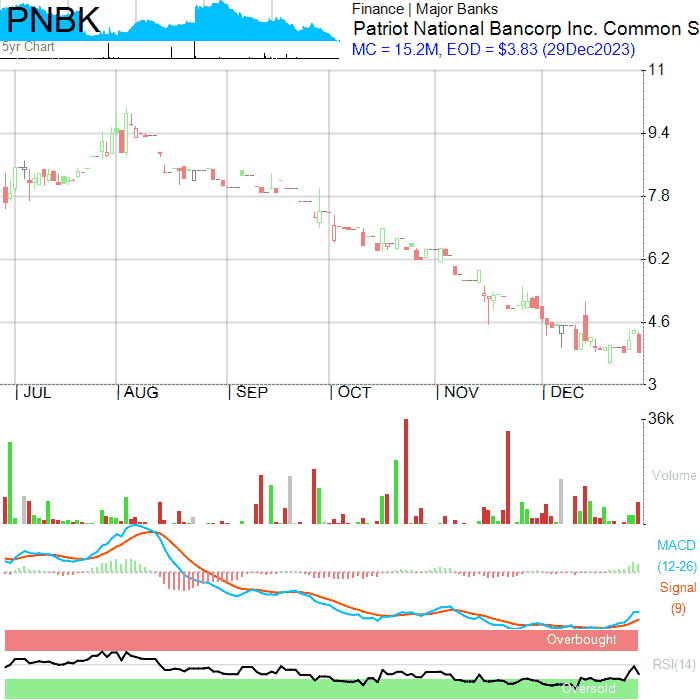 PNBK
5yr Chart
Finance | Major Banks
Patriot National Bancorp Inc. Common S
MC = 15.2M, EOD = $3.83 (29Dec2023)
11
9.4
7.8
6.2
4.6
3
JUL AUG SEP OCT NOV DEC
36k
Volume
MACD
(12-26)
Signal
(9)
Overbought
RSI(14)
Oversold